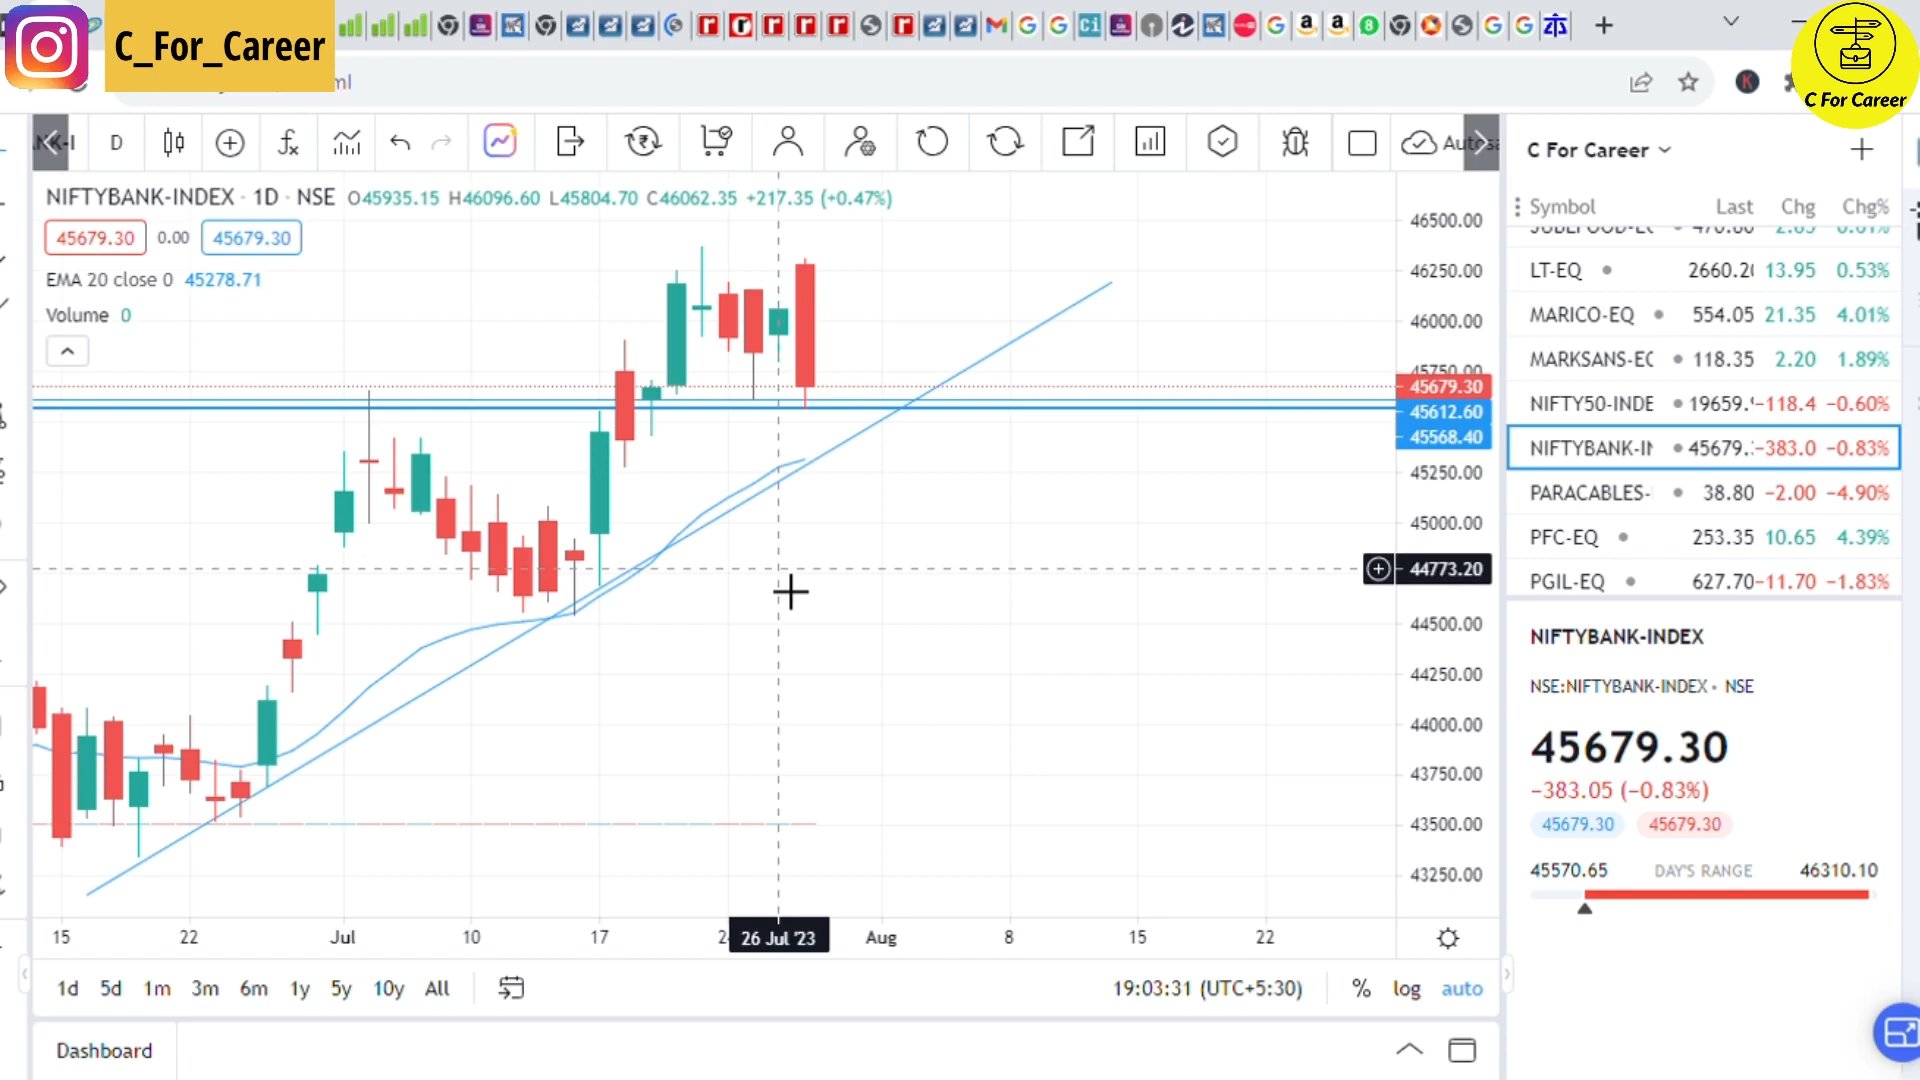 C_For_Career
ml
C For Career
D
NIFTYBANK-INDEX · 1D · NSE O45935.15 H46096.60 L45804.70 C46062.35 +217.35 (+0.47%)
45679.30 0.00 45679.30
EMA 20 close 0 45278.71
Volume 0
46500.00
46250.00
46000.00
45750.00
45679.30
45612.60
45568.40
45250.00
45000.00
44773.20
44500.00
44250.00
44000.00
43750.00
43500.00
43250.00
15 22 Jul 10 17 26 Jul '23 Aug 8 15 22
1d 5d 1m 3m 6m 1y 5y 10y All
19:03:31 (UTC+5:30) % log auto
Dashboard
C For Career
Symbol Last Chg Chg%
LT-EQ 2660.2 13.95 0.53%
MARICO-EQ 554.05 21.35 4.01%
MARKSANS-EC 118.35 2.20 1.89%
NIFTY50-INDE 19659. -118.4 -0.60%
NIFTYBANK-IN 45679. -383.0 -0.83%
PARACABLES- 38.80 -2.00 -4.90%
PFC-EQ 253.35 10.65 4.39%
PGIL-EQ 627.70 -11.70 -1.83%
NIFTYBANK-INDEX
NSE:NIFTYBANK-INDEX • NSE
45679.30
-383.05 (-0.83%)
45679.30 45679.30
45570.65 DAY'S RANGE 46310.10